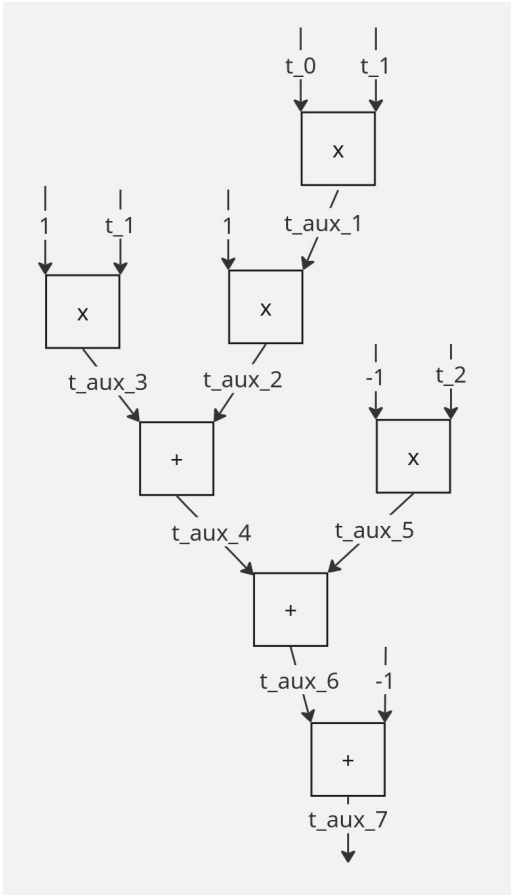 t_0 t_1
x
1 t_1 1 t_aux_1
x x
t_aux_3 t_aux_2 -1 t_2
+ x
t_aux_4 t_aux_5
+
t_aux_6 -1
+
t_aux_7